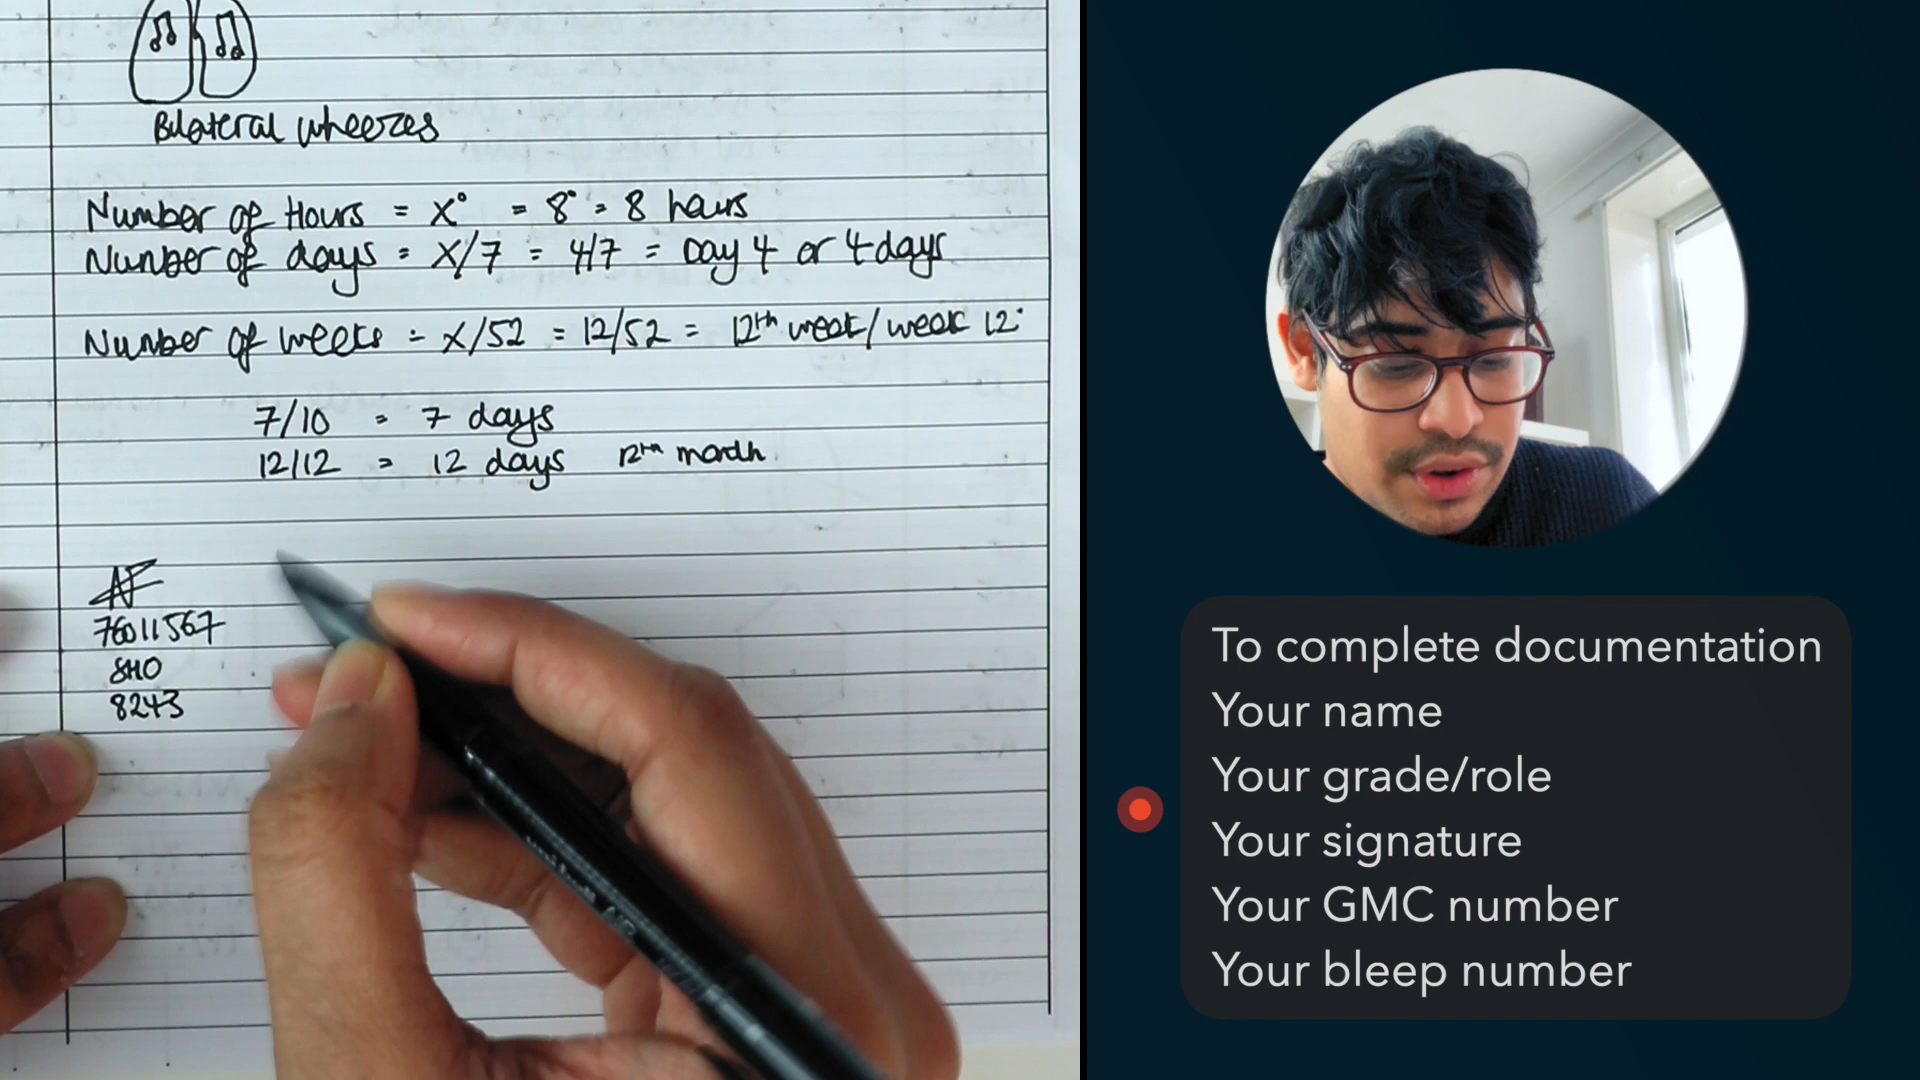 Bilateral wheezes
Number of Hours = X° = 8° = 8 hours
Number of days = X/7 = 4/7 = Day 4 or 4 days
Number of weeks = X/52 = 12/52 = 12th week/week 12.
7/10 = 7 days
12/12 = 12 days 12th month.
AF
76011567
SHO
8243
To complete documentation
Your name
Your grade/role
Your signature
Your GMC number
Your bleep number